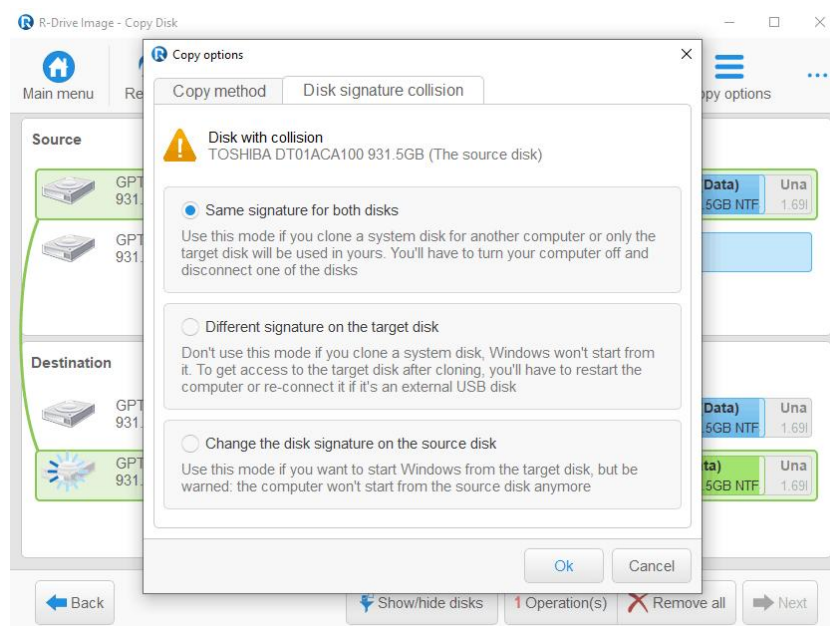 R-Drive Image - Copy Disk
Copy options
Main menu
Re
py options
Copy method
Disk signature collision
Source
Disk with collision
TOSHIBA DT01ACA100 931.5GB (The source disk)
GPT
931.
Data)
.5GB NTF
Una
1.69
Same signature for both disks
Use this mode if you clone a system disk for another computer or only the
target disk will be used in yours. You'll have to turn your computer off and
disconnect one of the disks
GPT
931.
Different signature on the target disk
Don't use this mode if you clone a system disk, Windows won't start from
it. To get access to the target disk after cloning, you'll have to restart the
computer or re-connect it if it's an external USB disk
Destination
GPT
931.
Data)
.5GB NTF
Una
1.69
Change the disk signature on the source disk
Use this mode if you want to start Windows from the target disk, but be
warned: the computer won't start from the source disk anymore
GPT
931.
ta)
.5GB NTF
Una
1.69
Ok
Cancel
Back
Show/hide disks
1 Operation(s)
Remove all
Next